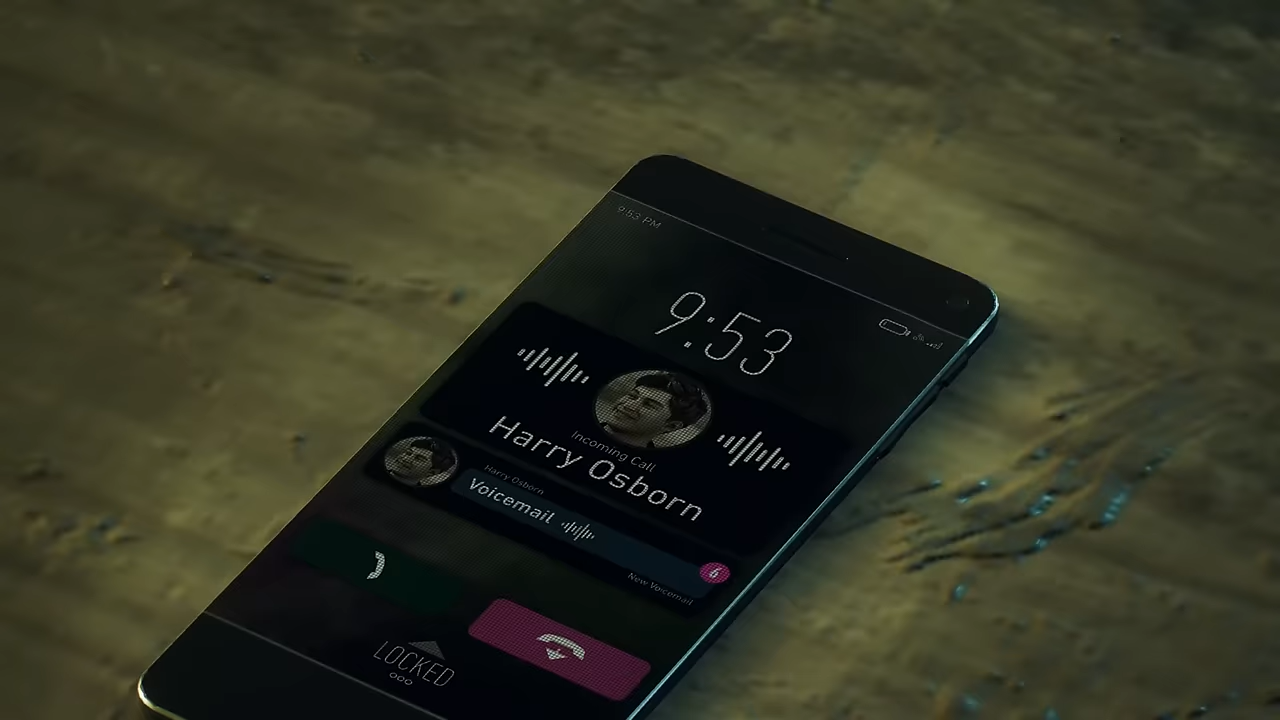 9:53 PM
9:53
Incoming Call
Harry Osborn
Harry Osborn
Voicemail
6
New Voicemail
LOCKED